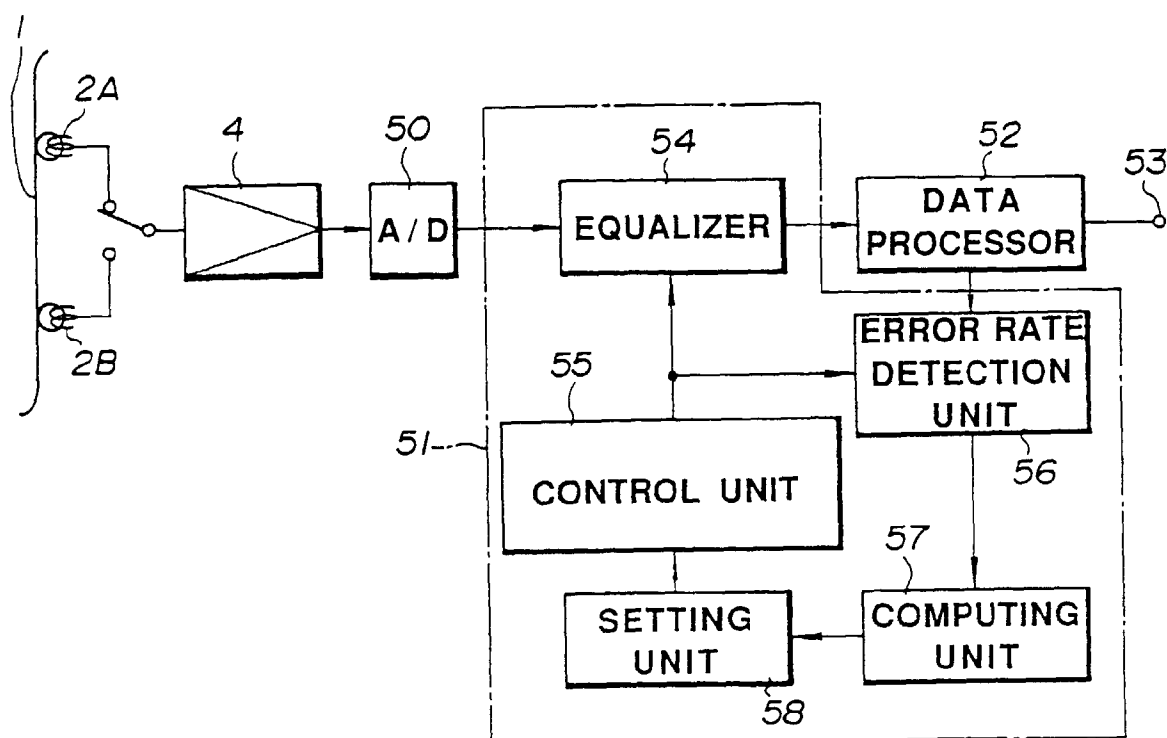 1
2A
2B
4
50
A/D
54
EQUALIZER
52
DATA
PROCESSOR
53
ERROR RATE
DETECTION
UNIT
56
55
CONTROL UNIT
51
57
COMPUTING
UNIT
SETTING
UNIT
58